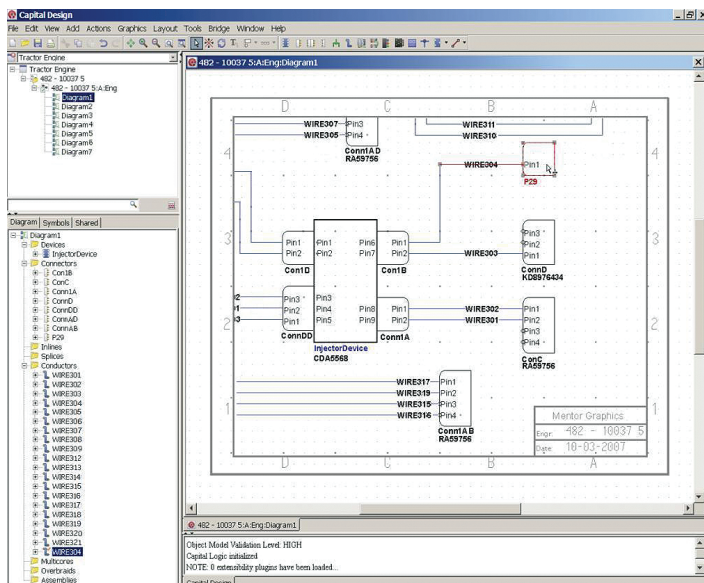 Capital Design
File Edit View Add Actions Graphics Layout Tools Bridge Window Help
Tractor Engine
Tractor Engine
482 - 10037 5
482 - 10037 5:A:Eng
Diagram1
Diagram2
Diagram3
Diagram4
Diagram5
Diagram6
Diagram7
Diagram Symbols Shared
Diagram1
Devices
InjectorDevice
Connectors
Con1B
ConC
Conn1A
ConnD
ConnDD
ConnAD
ConnAB
P29
Inlines
Splices
Conductors
WIRE301
WIRE302
WIRE303
WIRE304
WIRE305
WIRE306
WIRE307
WIRE308
WIRE309
WIRE312
WIRE313
WIRE314
WIRE315
WIRE316
WIRE317
WIRE318
WIRE319
WIRE320
WIRE321
WIRE304
Multicores
Overbraids
Assemblies
482 - 10037 5:A:Eng:Diagram1
D C B A
WIRE307 Pin3
WIRE305 Pin4
Conn1AD
RA59756
WIRE311
WIRE310
4 4
WIRE304 Pin1
P29
3 3
Pin1 Pin1 Pin6 Pin1
Pin2 Pin2 Pin7 Pin2
Con1D Con1B
WIRE303
Pin3
Pin2
Pin1
ConnD
KD8976434
2 2
2 Pin3 Pin3
1 Pin2 Pin4 Pin8 Pin1
3 Pin1 Pin5 Pin9 Pin2
ConnDD Conn1A
InjectorDevice
CDA5568
WIRE302 Pin1
WIRE301 Pin2
Pin3
Pin4
ConC
RA59756
WIRE317 Pin1
WIRE319 Pin2
WIRE315 Pin3
WIRE316 Pin4
Conn1AB
RA59756
1 1
Mentor Graphics
Engr: 482 - 10037 5
Date: 10-03-2007
D C B A
482 - 10037 5:A:Eng:Diagram1
Object Model Validation Level: HIGH
Capital Logic initialized
NOTE: 0 extensibility plugins have been loaded...
Capital Design